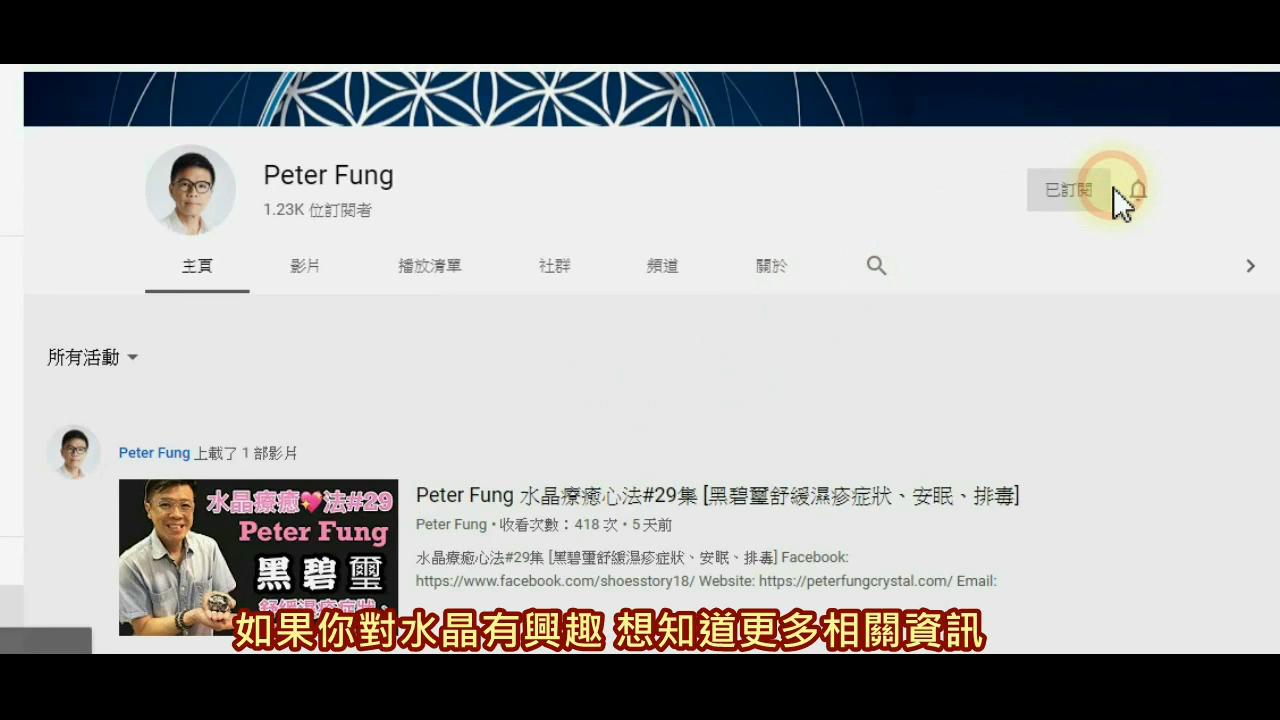 Peter Fung
1.23K 位訂閱者
已訂閱
主頁 影片 播放清單 社群 頻道 關於
所有活動
Peter Fung 上載了 1 部影片
水晶療癒💖法#29
Peter Fung
黑碧璽
舒緩濕疹症狀、
Peter Fung 水晶療癒心法#29集 [黑碧璽舒緩濕疹症狀、安眠、排毒]
Peter Fung • 收看次數：418 次 • 5 天前
水晶療癒心法#29集 [黑碧璽舒緩濕疹症狀、安眠、排毒] Facebook:
https://www.facebook.com/shoesstory18/ Website: https://peterfungcrystal.com/ Email:
如果你對水晶有興趣 想知道更多相關資訊